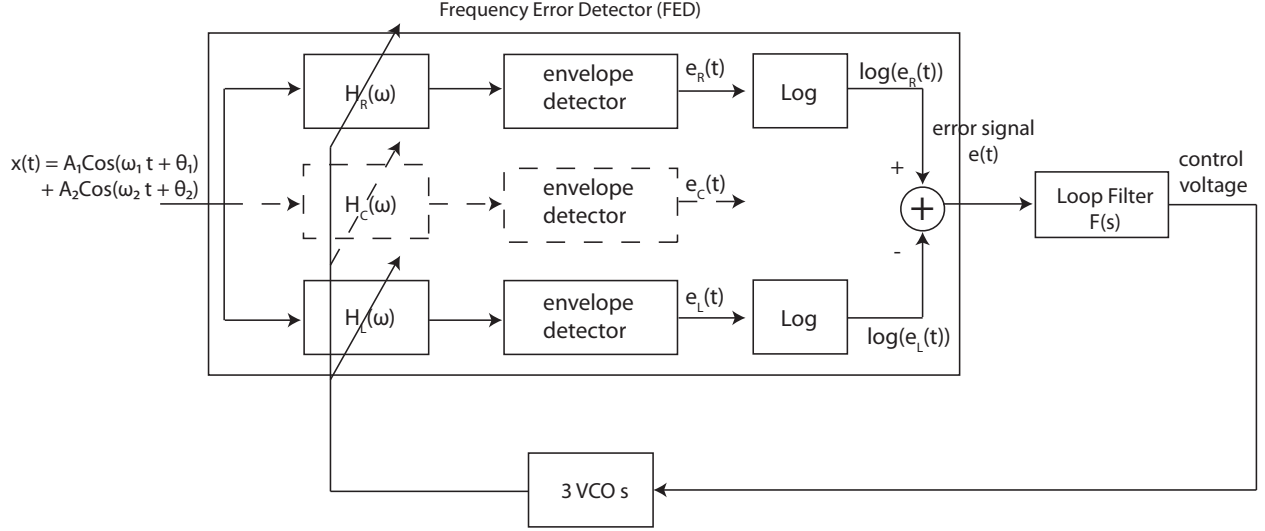 Frequency Error Detector (FED)
x(t) = A₁Cos(ω₁ t + θ₁)
+ A₂Cos(ω₂ t + θ₂)
H_R(ω)
envelope
detector
e_R(t)
Log
log(e_R(t))
H_C(ω)
envelope
detector
e_C(t)
+
+
-
error signal
e(t)
H_L(ω)
envelope
detector
e_L(t)
Log
log(e_L(t))
Loop Filter
F(s)
control
voltage
3 VCO s